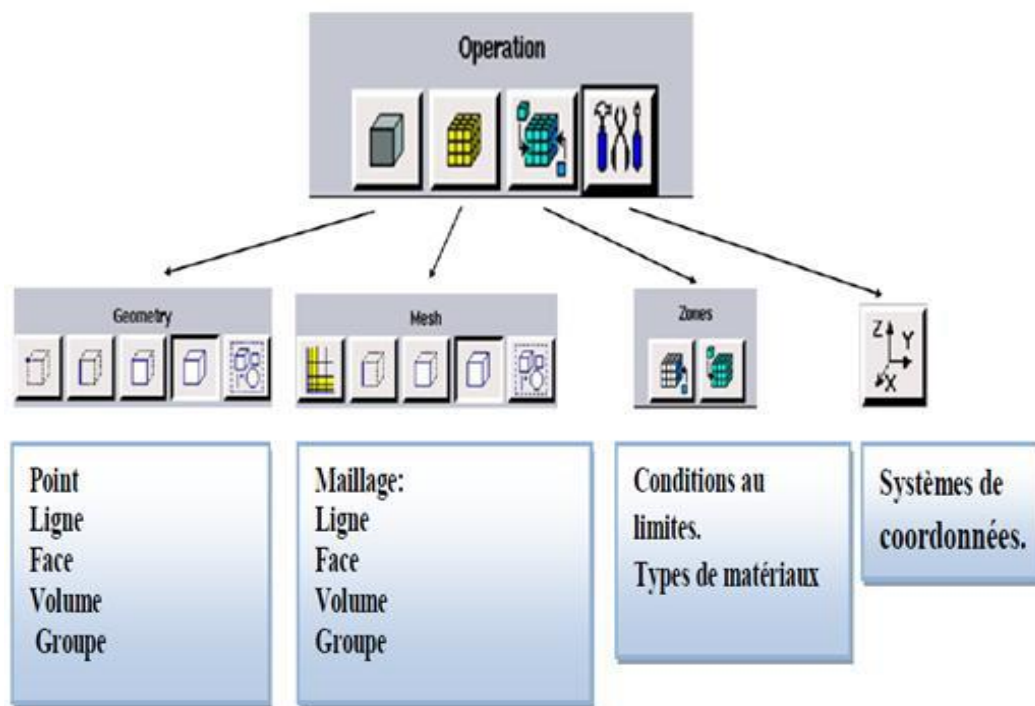 Operation
Geometry
Mesh
Zones
Z
Y
X
Point
Ligne
Face
Volume
Groupe
Maillage:
Ligne
Face
Volume
Groupe
Conditions au
limites.
Types de matériaux
Systèmes de
coordonnées.